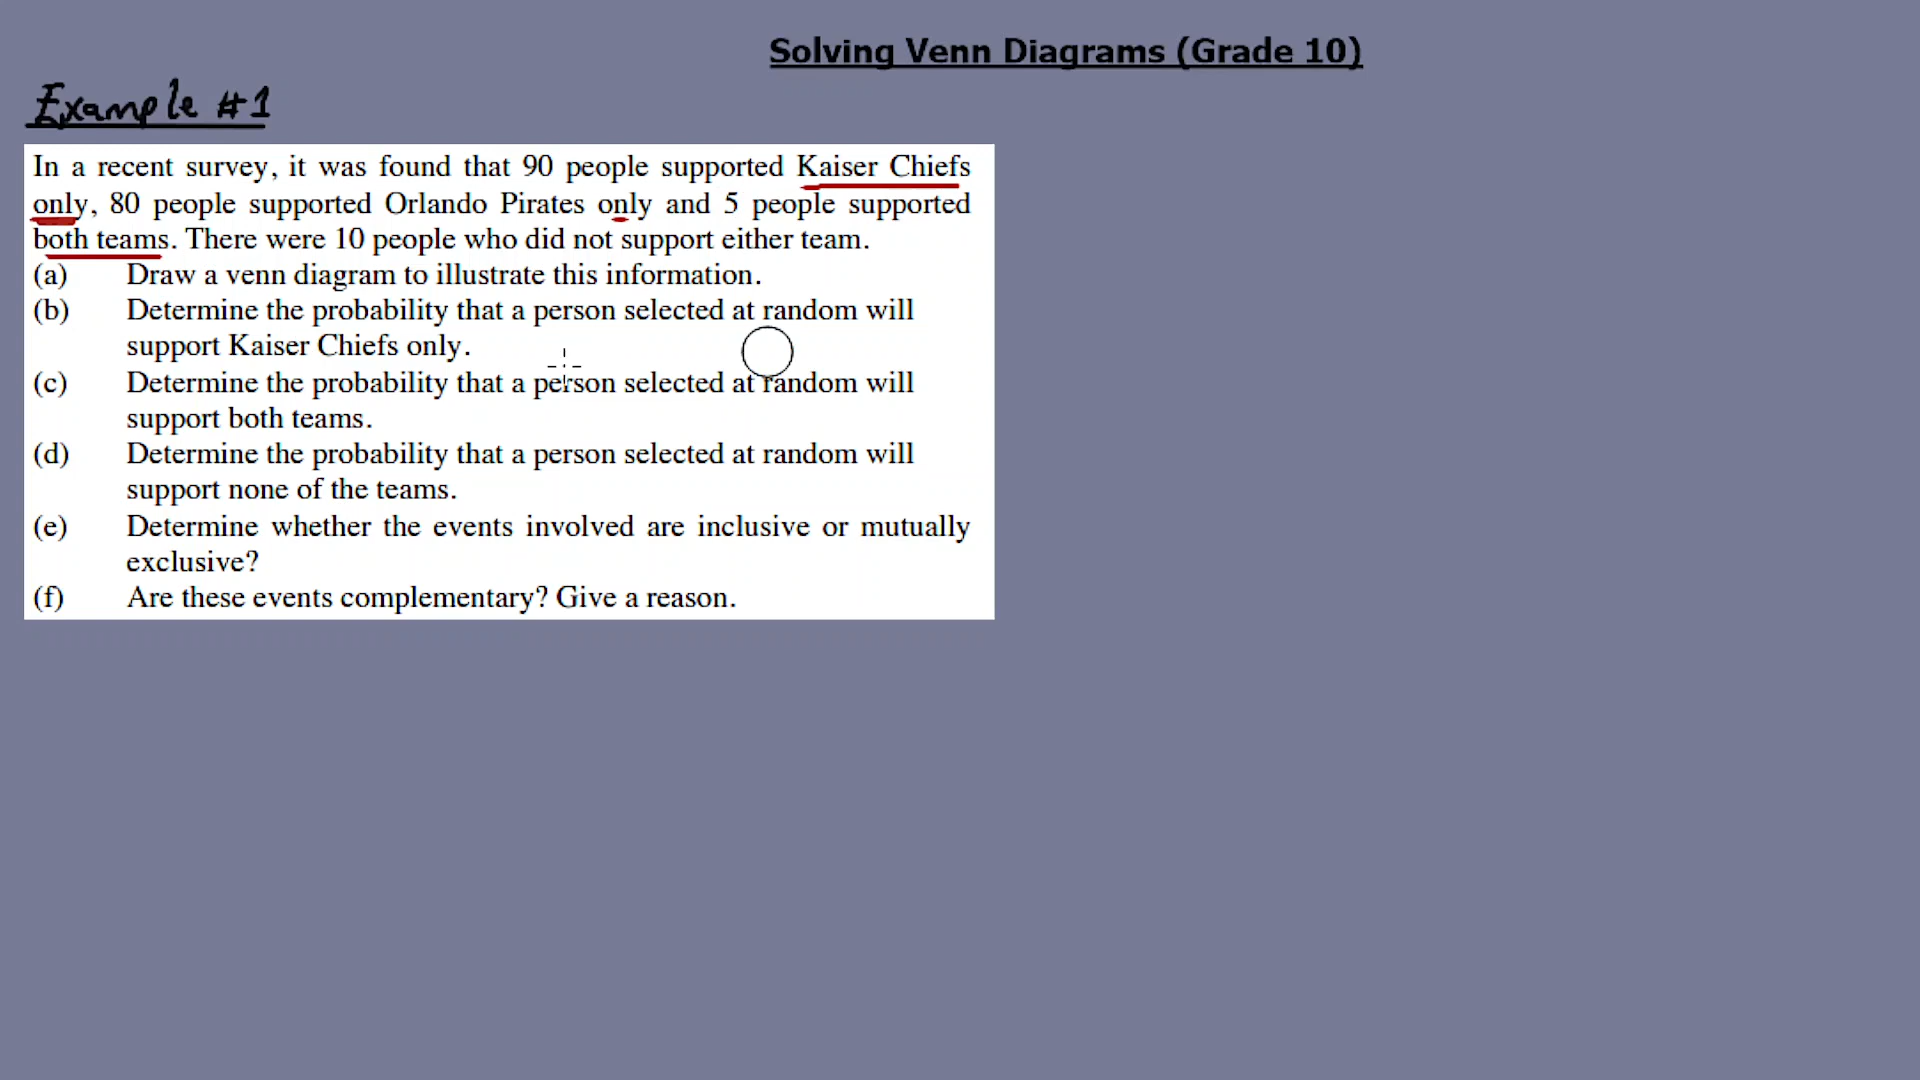 Solving Venn Diagrams (Grade 10)
Example #1
In a recent survey, it was found that 90 people supported Kaiser Chiefs
only, 80 people supported Orlando Pirates only and 5 people supported
both teams. There were 10 people who did not support either team.
(a) Draw a venn diagram to illustrate this information.
(b) Determine the probability that a person selected at random will
support Kaiser Chiefs only.
(c) Determine the probability that a person selected at random will
support both teams.
(d) Determine the probability that a person selected at random will
support none of the teams.
(e) Determine whether the events involved are inclusive or mutually
exclusive?
(f) Are these events complementary? Give a reason.